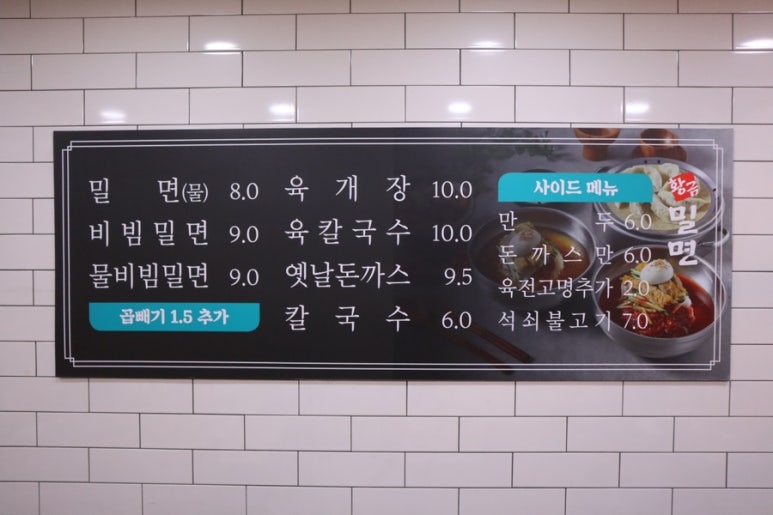 밀면(물) 8.0
비빔밀면 9.0
물비빔밀면 9.0
곱빼기 1.5 추가
육개장 10.0
육칼국수 10.0
옛날돈까스 9.5
칼국수 6.0
사이드 메뉴
만두 6.0
돈까스만 6.0
육전고명추가 2.0
석쇠불고기 7.0
황금
밀면